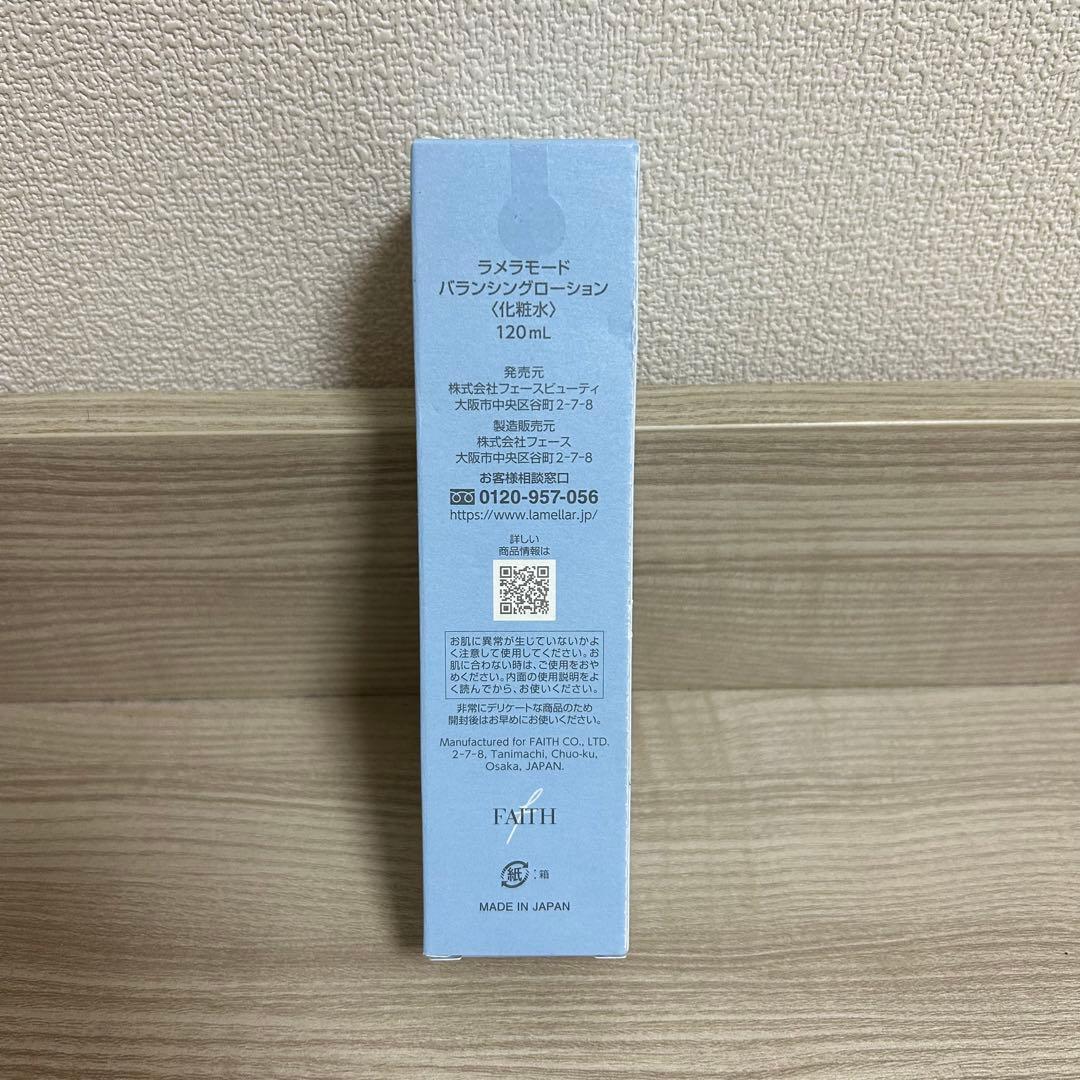 ラメラモード
バランシングローション
〈化粧水〉
120mL
発売元
株式会社フェースビューティ
大阪市中央区谷町2-7-8
製造販売元
株式会社フェース
大阪市中央区谷町2-7-8
お客様相談窓口
0120-957-056
https://www.lamellar.jp/
詳しい
商品情報は
お肌に異常が生じていないかよ
く注意して使用してください。お
肌に合わない時は、ご使用をおや
めください。内面の使用説明をよ
く読んでから、お使いください。
非常にデリケートな商品のため
開封後はお早めにお使いください。
Manufactured for FAITH CO., LTD.
2-7-8, Tanimachi, Chuo-ku,
Osaka, JAPAN.
FAITH
紙:箱
MADE IN JAPAN